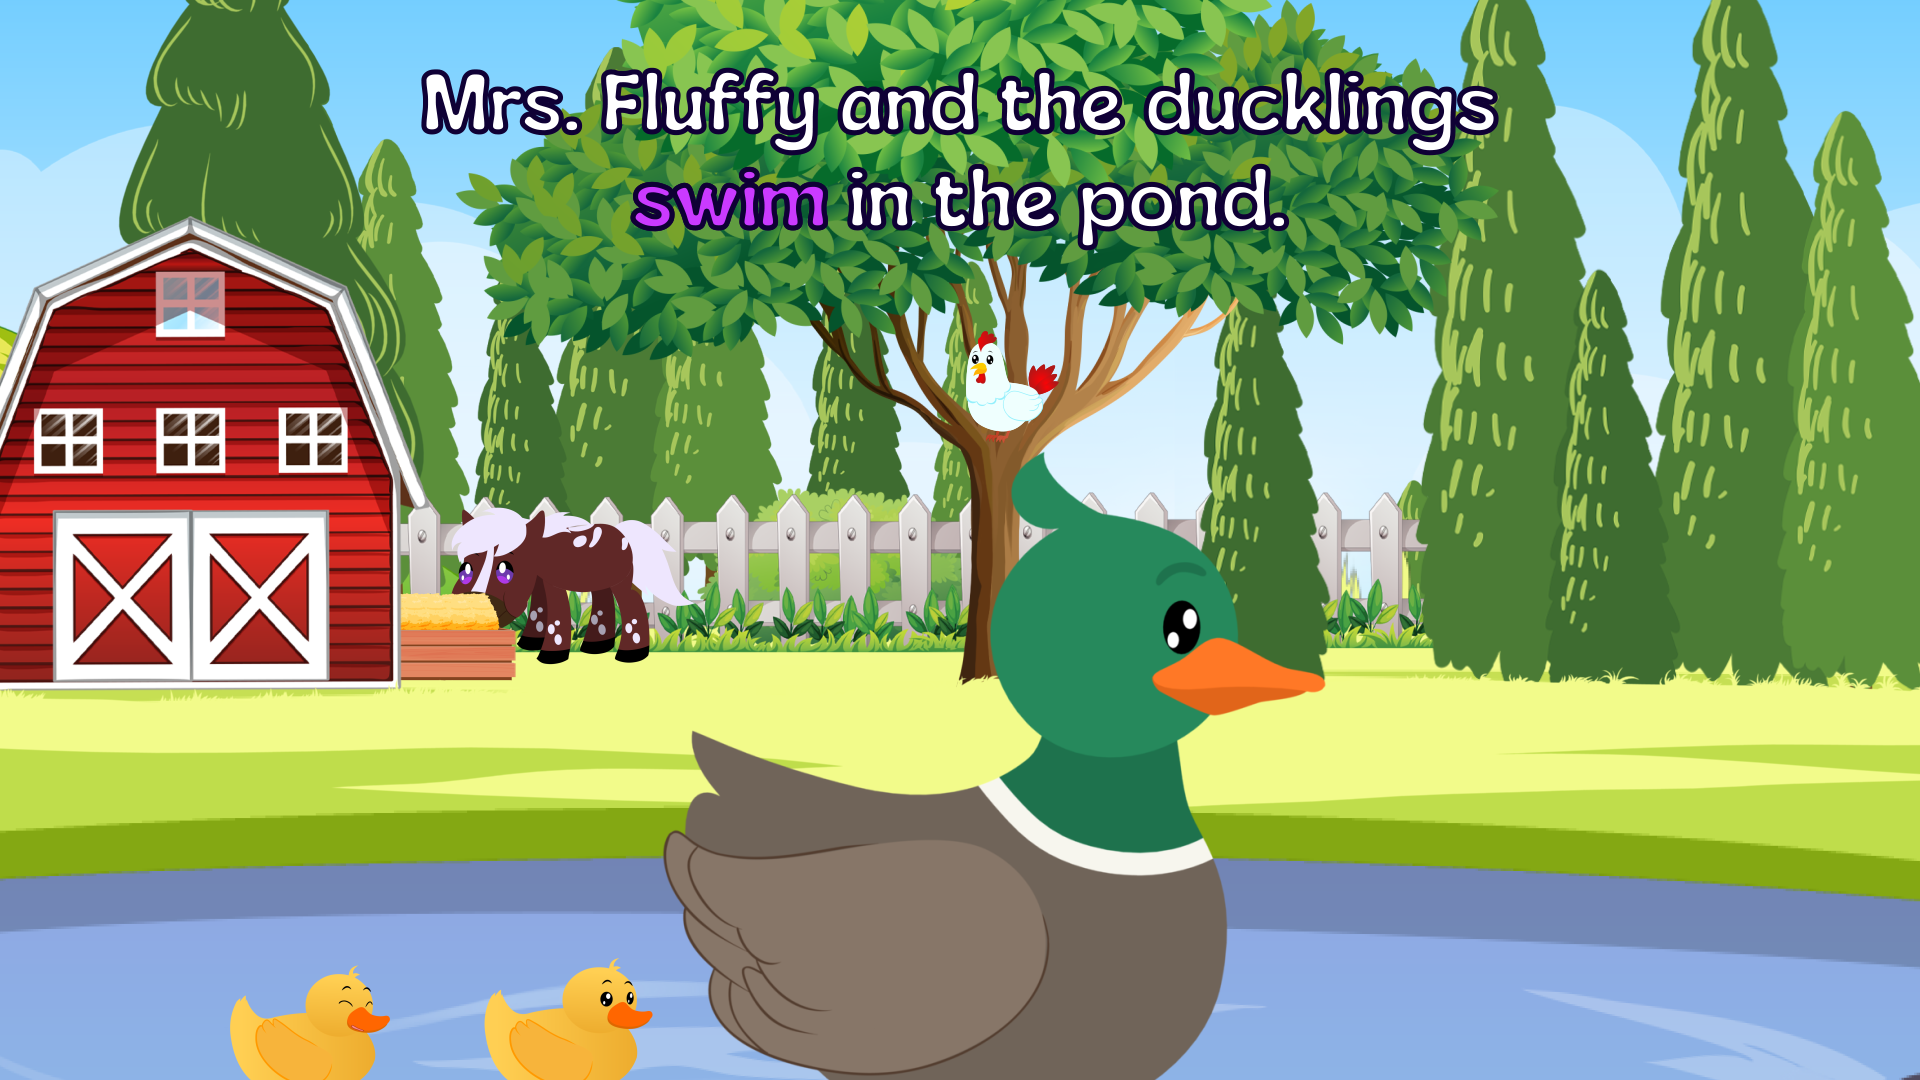 Mrs. Fluffy and the ducklings
swim in the pond.